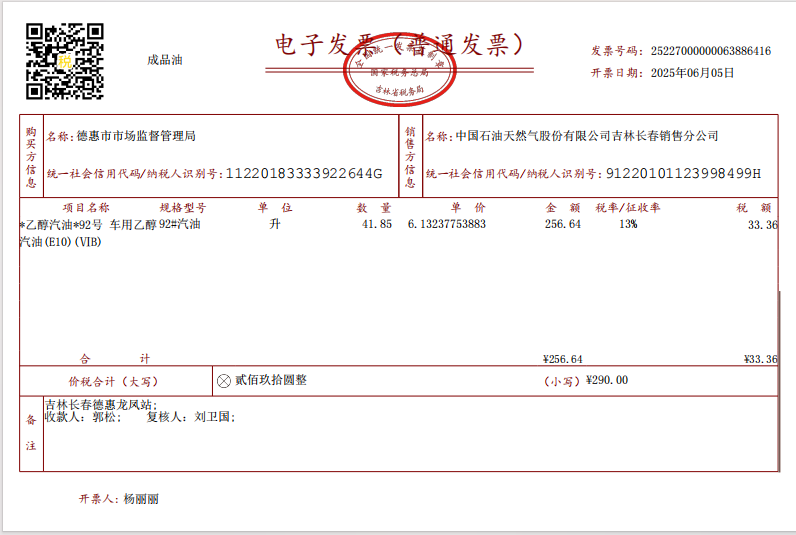 电子发票（普通发票）
成品油
税
全国统一发票监制章
国家税务总局
吉林省税务局
发票号码：25227000000063886416
开票日期：2025年06月05日
购买方信息
名称：德惠市市场监督管理局
统一社会信用代码/纳税人识别号：11220183333922644G
销售方信息
名称：中国石油天然气股份有限公司吉林长春销售分公司
统一社会信用代码/纳税人识别号：91220101123998499H
项目名称 规格型号 单 位 数 量 单 价 金 额 税率/征收率 税 额
*乙醇汽油*92号 车用乙醇 92#汽油 升 41.85 6.13237753883 256.64 13% 33.36
汽油(E10)(VIB)
合 计 ¥256.64 ¥33.36
价税合计（大写） 贰佰玖拾圆整 （小写）¥290.00
备注
吉林长春德惠龙凤站;
收款人：郭松; 复核人：刘卫国;
开票人：杨丽丽